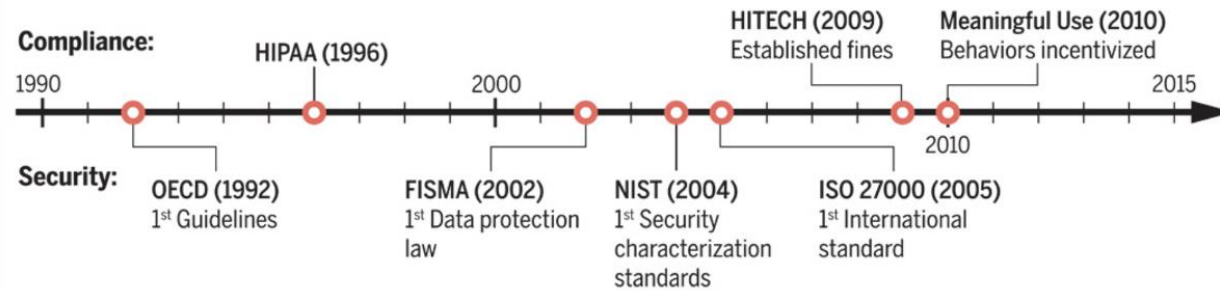 Compliance:
HIPAA (1996)
HITECH (2009)
Established fines
Meaningful Use (2010)
Behaviors incentivized
1990
2000
2010
2015
Security:
OECD (1992)
1st Guidelines
FISMA (2002)
1st Data protection
law
NIST (2004)
1st Security
characterization
standards
ISO 27000 (2005)
1st International
standard